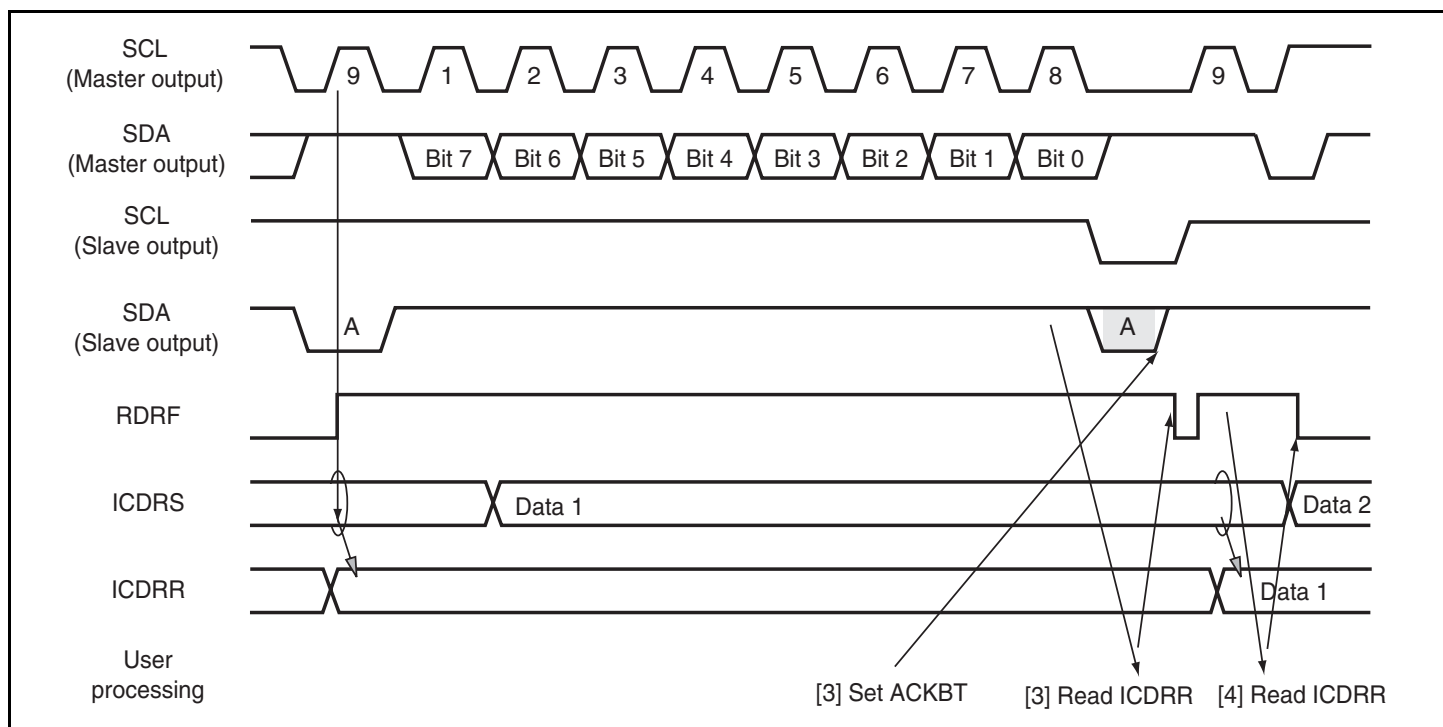 SCL
(Master output)
9 1 2 3 4 5 6 7 8 9
SDA
(Master output)
Bit 7 Bit 6 Bit 5 Bit 4 Bit 3 Bit 2 Bit 1 Bit 0
SCL
(Slave output)
SDA
(Slave output)
A A
RDRF
ICDRS
Data 1 Data 2
ICDRR
Data 1
User
processing
[3] Set ACKBT [3] Read ICDRR [4] Read ICDRR